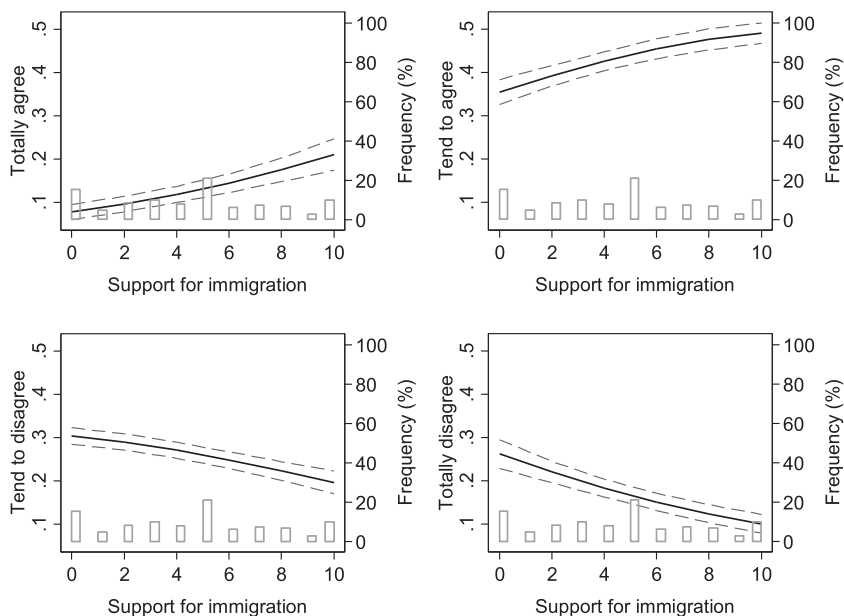 Totally agree
.1 .2 .3 .4 .5
0 20 40 60 80 100
Frequency (%)
0 2 4 6 8 10
Support for immigration
Tend to agree
.1 .2 .3 .4 .5
0 20 40 60 80 100
Frequency (%)
0 2 4 6 8 10
Support for immigration
Tend to disagree
.1 .2 .3 .4 .5
0 20 40 60 80 100
Frequency (%)
0 2 4 6 8 10
Support for immigration
Totally disagree
.1 .2 .3 .4 .5
0 20 40 60 80 100
Frequency (%)
0 2 4 6 8 10
Support for immigration